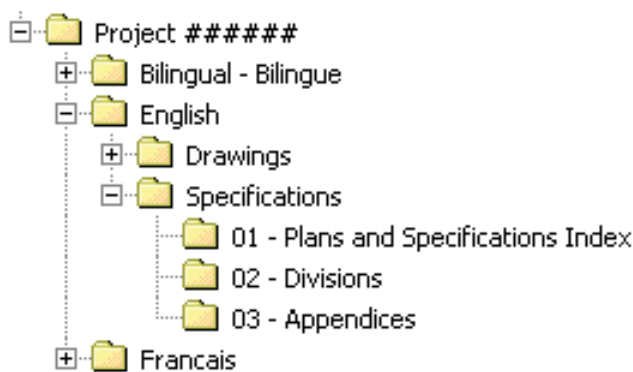 Project ######
Bilingual - Bilingue
English
Drawings
Specifications
01 - Plans and Specifications Index
02 - Divisions
03 - Appendices
Francais